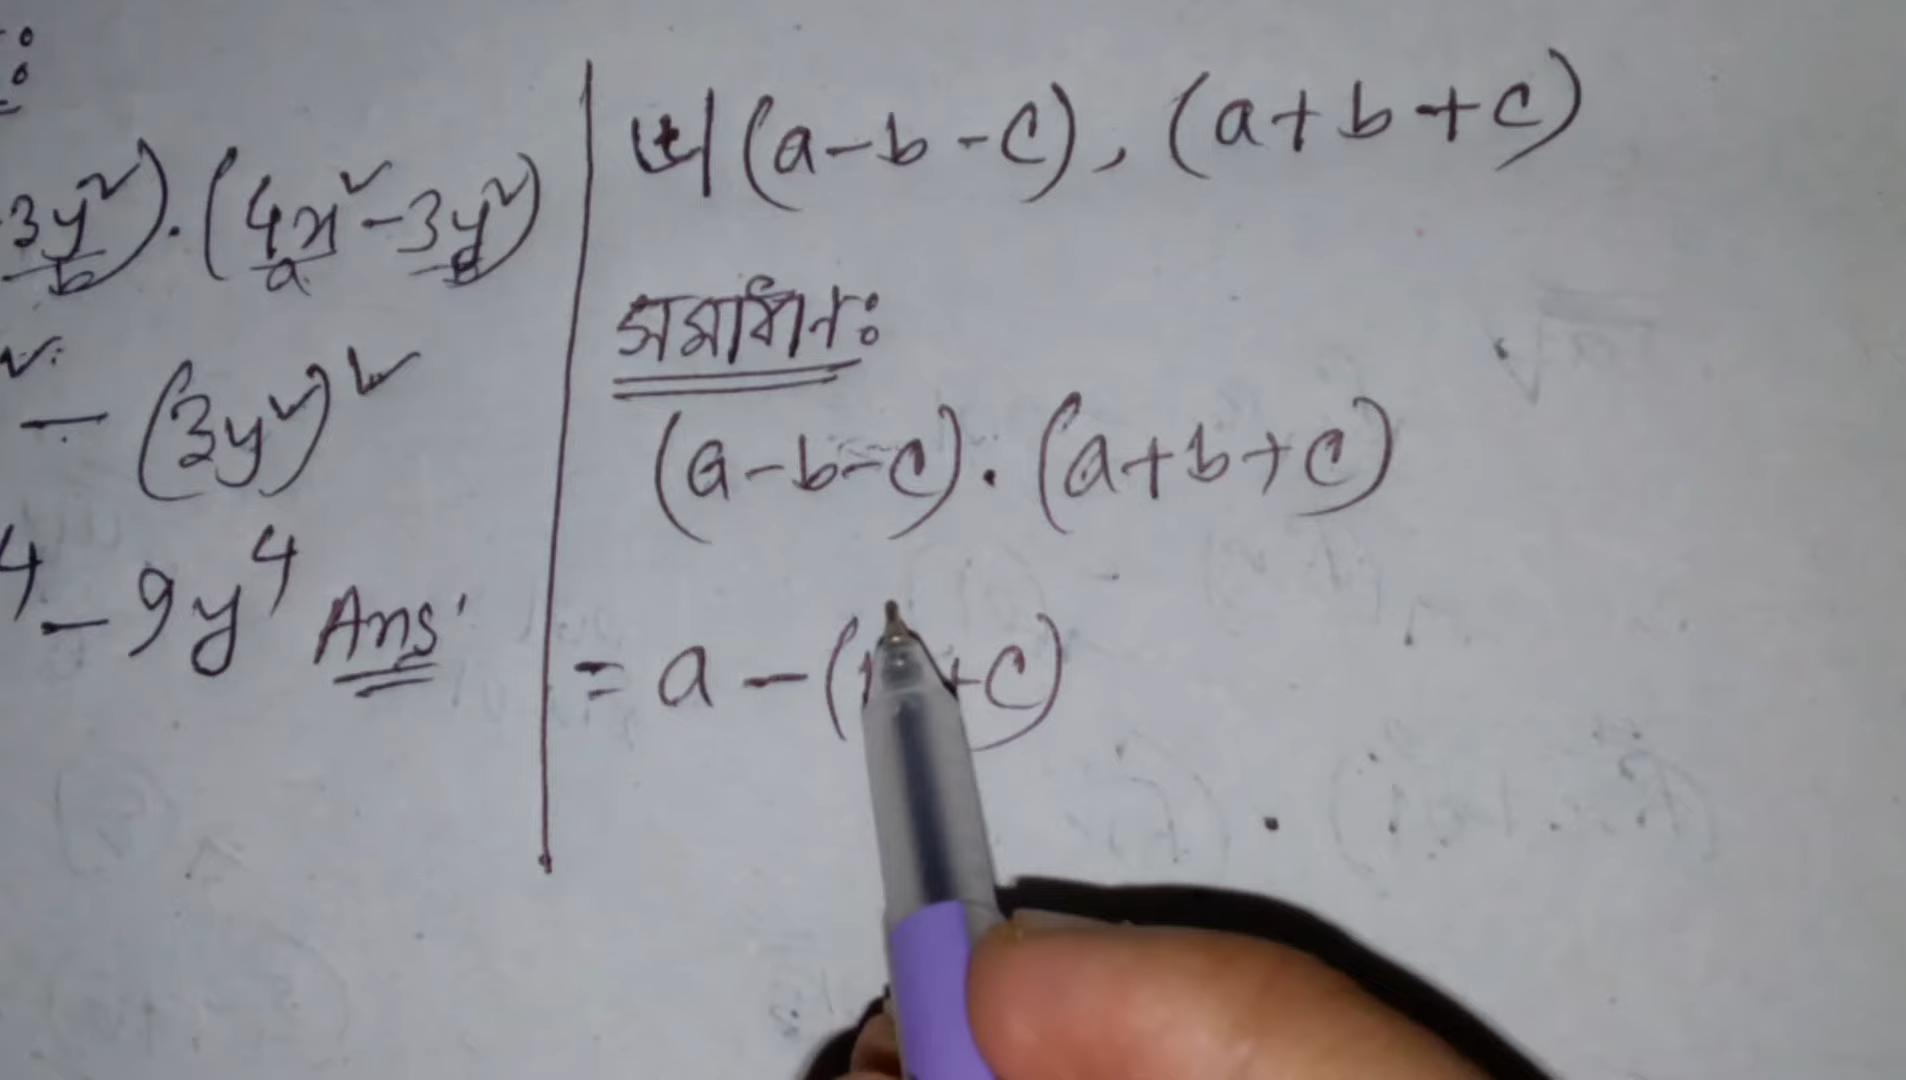 3y²).(4x²-3y²)
b a b
- (3y²)²
4 - 9y⁴ Ans
(a-b-c), (a+b+c)
সমাধান:
(a-b-c).(a+b+c)
= a - ( +c)